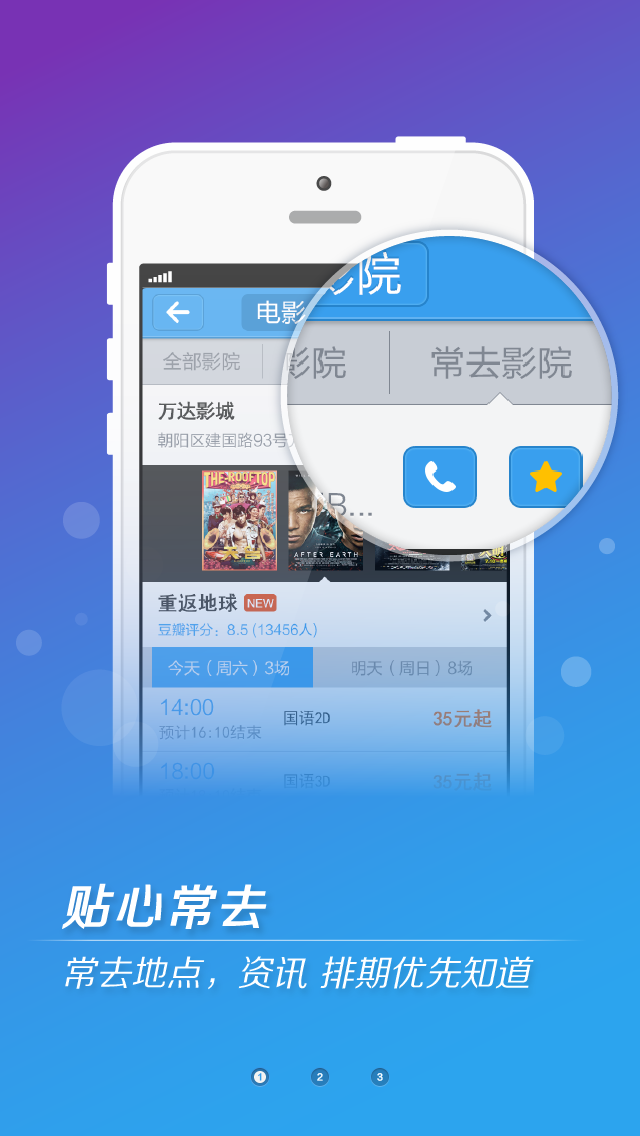 电影
影院
全部影院
影院
常去影院
万达影城
朝阳区建国路93号
B...
THE ROOFTOP
天台
AFTER EARTH
重返地球 NEW
豆瓣评分：8.5 (13456人)
今天（周六）3场
明天（周日）8场
14:00
国语2D
35元起
预计16:10结束
18:00
国语3D
35元起
贴心常去
常去地点，资讯 排期优先知道
1 2 3